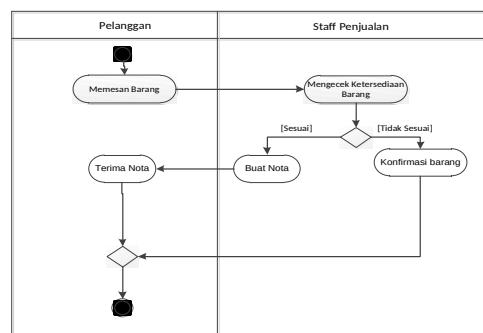 Pelanggan
Staff Penjualan
Memesan Barang
Mengecek Ketersediaan
Barang
[Sesuai]
[Tidak Sesuai]
Terima Nota
Buat Nota
Konfirmasi barang